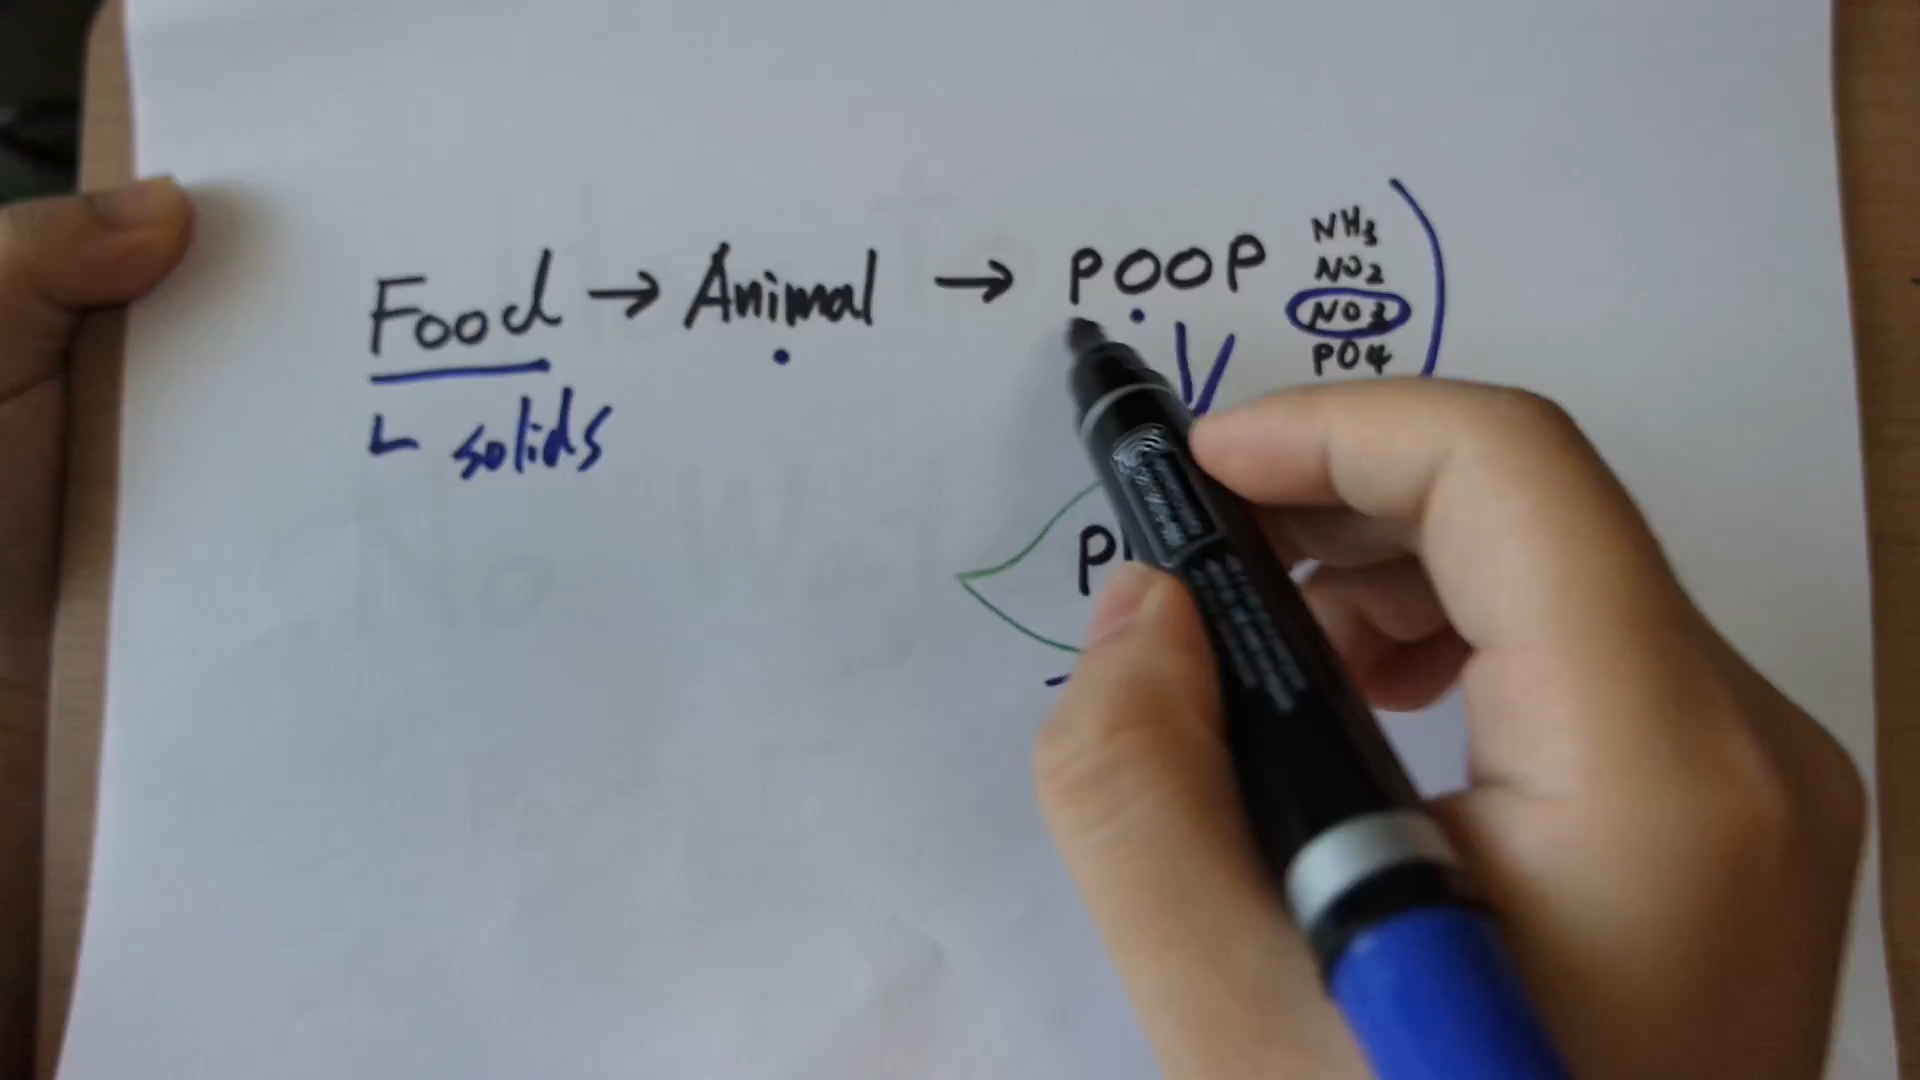 Food → Animal → POOP
NH3
NO2
NO3
PO4
solids